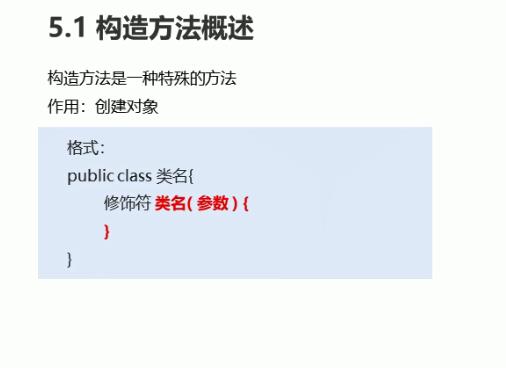 5.1 构造方法概述
构造方法是一种特殊的方法
作用：创建对象
格式：
public class 类名{
修饰符 类名( 参数 ) {
}
}